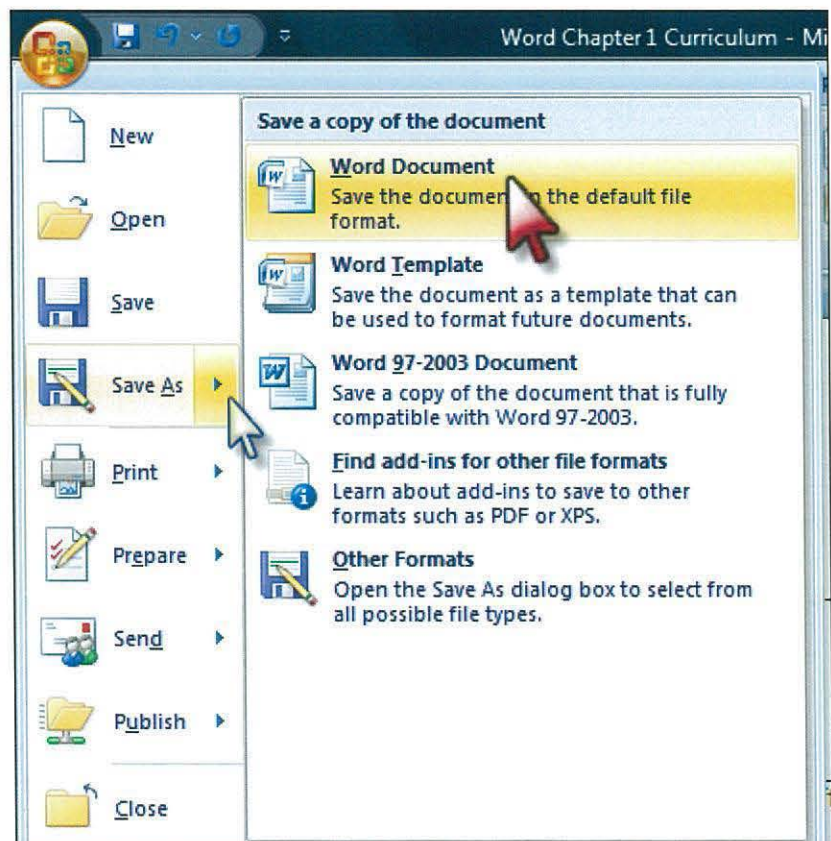 Word Chapter 1 Curriculum - Mi
New
Open
Save
Save As
Print
Prepare
Send
Publish
Close
Save a copy of the document
Word Document
Save the document in the default file
format.
Word Template
Save the document as a template that can
be used to format future documents.
Word 97-2003 Document
Save a copy of the document that is fully
compatible with Word 97-2003.
Find add-ins for other file formats
Learn about add-ins to save to other
formats such as PDF or XPS.
Other Formats
Open the Save As dialog box to select from
all possible file types.